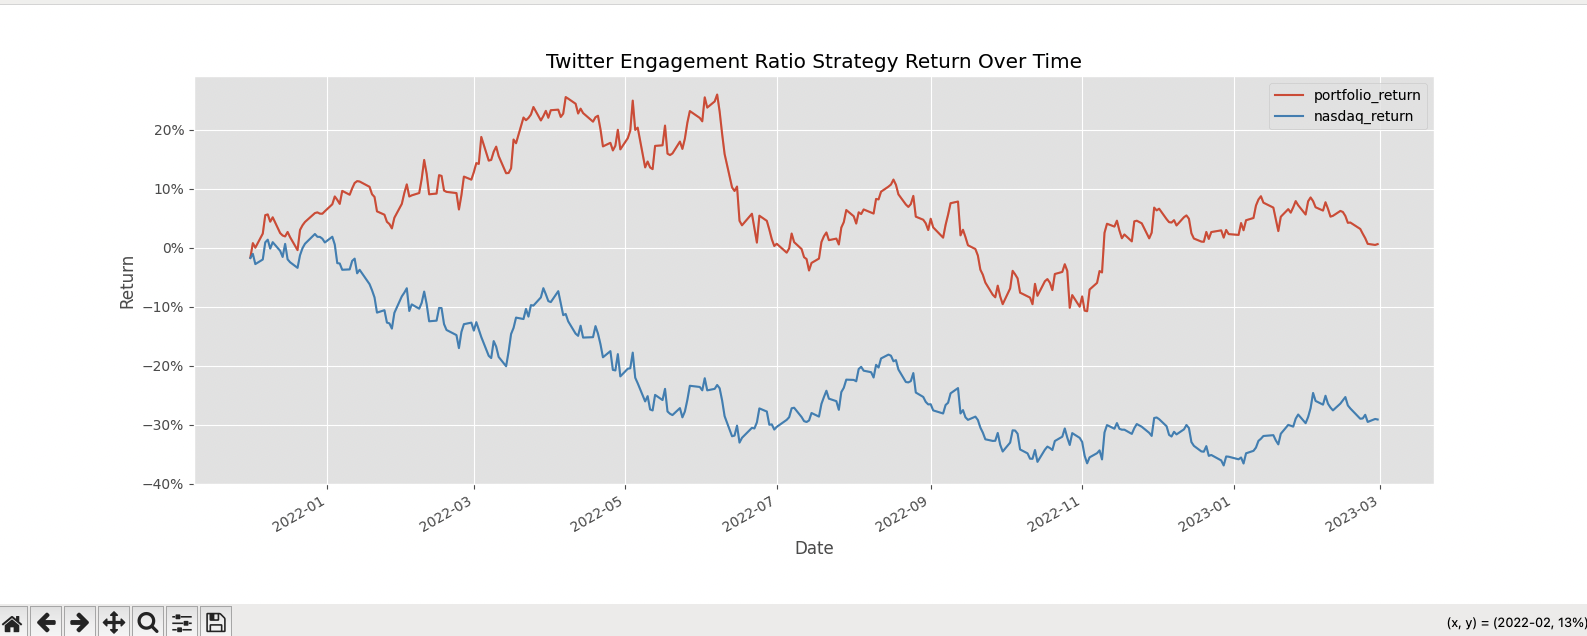 Twitter Engagement Ratio Strategy Return Over Time
portfolio_return
nasdaq_return
Return
20%
10%
0%
−10%
−20%
−30%
−40%
2022-01
2022-03
2022-05
2022-07
2022-09
2022-11
2023-01
2023-03
Date
(x, y) = (2022-02, 13%)